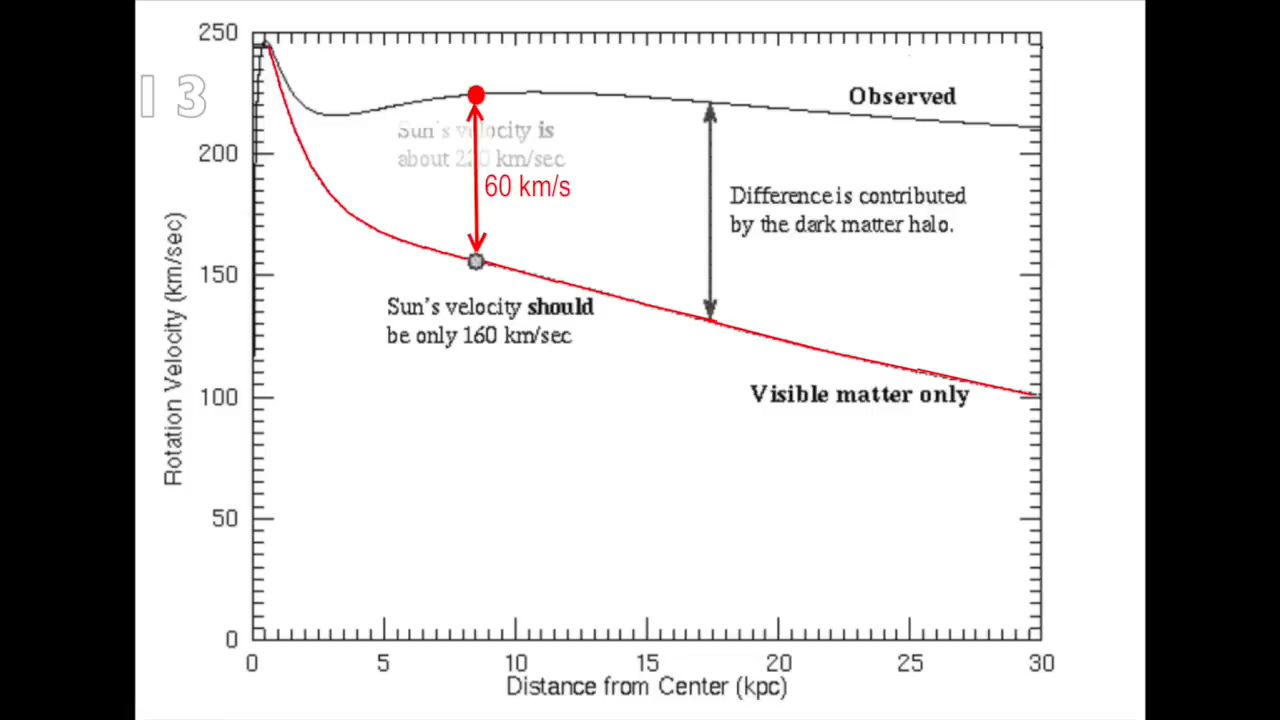 250
Observed
I 3
Sun's velocity is
about 220 km/sec
200
60 km/s
Difference is contributed
by the dark matter halo.
150
Sun's velocity should
be only 160 km/sec
Visible matter only
100
Rotation Velocity (km/sec)
50
0
0 5 10 15 20 25 30
Distance from Center (kpc)